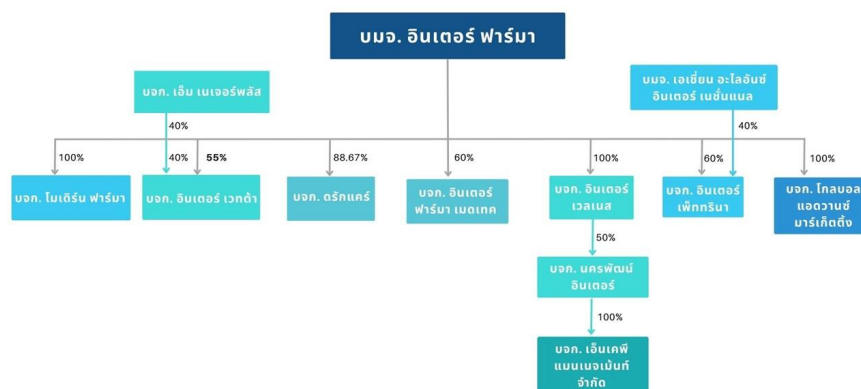 บมจ. อินเตอร์ ฟาร์มา
บจก. เอ็ม เนเจอร์พลัส
บมจ. เอเชี่ยน อะไลอันซ์
อินเตอร์ เนชั่นแนล
40%
40%
100%
40%
55%
88.67%
60%
100%
60%
100%
บจก. โมเดิร์น ฟาร์มา
บจก. อินเตอร์ เวทต้า
บจก. ดรักแคร์
บจก. อินเตอร์
ฟาร์มา เมดเทค
บจก. อินเตอร์
เวลเนส
บจก. อินเตอร์
เพ็ททรินา
บจก. โกลบอล
แอดวานซ์
มาร์เก็ตติ้ง
50%
บจก. นครพัฒน์
อินเตอร์
100%
บจก. เอ็นเคพี
แมนเนจเม้นท์
จำกัด